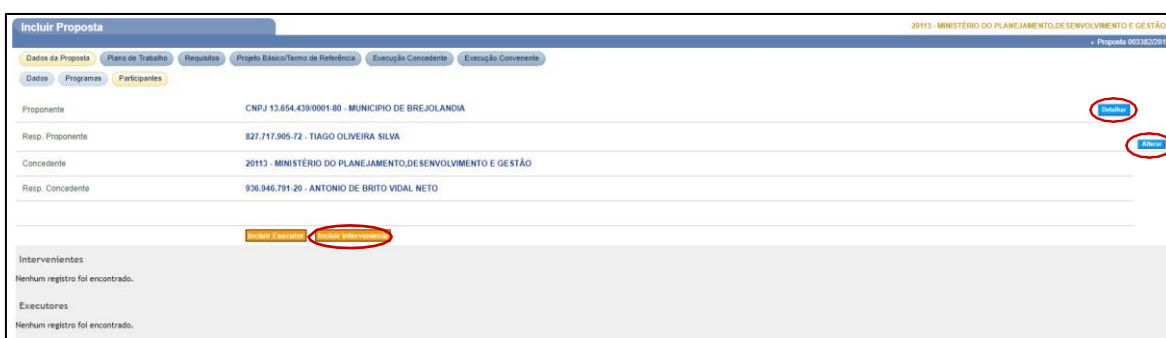 Incluir Proposta
20113 - MINISTÉRIO DO PLANEJAMENTO,DESENVOLVIMENTO E GESTÃO
Proposta 003382/201
Dados da Proposta Plano de Trabalho Requisitos Projeto Básico/Termo de Referência Execução Concedente Execução Convenente
Dados Programas Participantes
Proponente CNPJ 13.654.439/0001-80 - MUNICIPIO DE BREJOLANDIA Detalhar
Resp. Proponente 827.717.905-72 - TIAGO OLIVEIRA SILVA Alterar
Concedente 20113 - MINISTÉRIO DO PLANEJAMENTO,DESENVOLVIMENTO E GESTÃO
Resp. Concedente 936.946.791-20 - ANTONIO DE BRITO VIDAL NETO
Incluir Executor Incluir Interveniente
Intervenientes
Nenhum registro foi encontrado.
Executores
Nenhum registro foi encontrado.